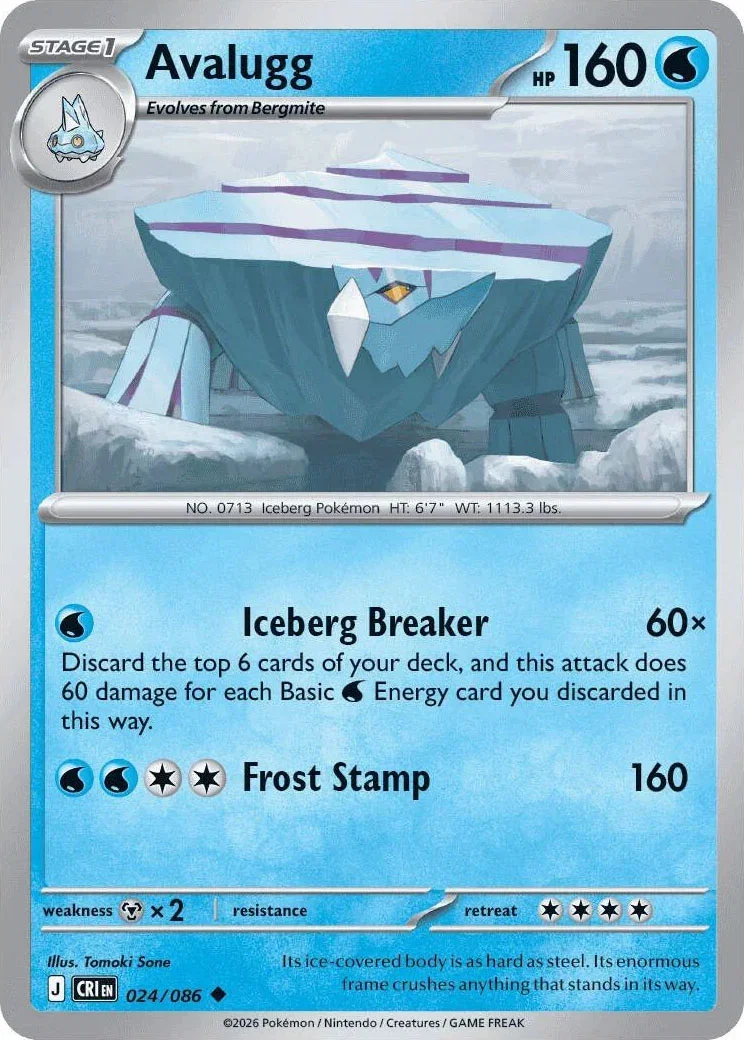 STAGE1
Avalugg
HP 160
Evolves from Bergmite
NO. 0713 Iceberg Pokémon HT: 6'7" WT: 1113.3 lbs.
Iceberg Breaker 60×
Discard the top 6 cards of your deck, and this attack does
60 damage for each Basic Energy card you discarded in
this way.
Frost Stamp 160
weakness ×2 resistance retreat
Illus. Tomoki Sone
Its ice-covered body is as hard as steel. Its enormous
frame crushes anything that stands in its way.
J CRI EN 024/086
©2026 Pokémon / Nintendo / Creatures / GAME FREAK